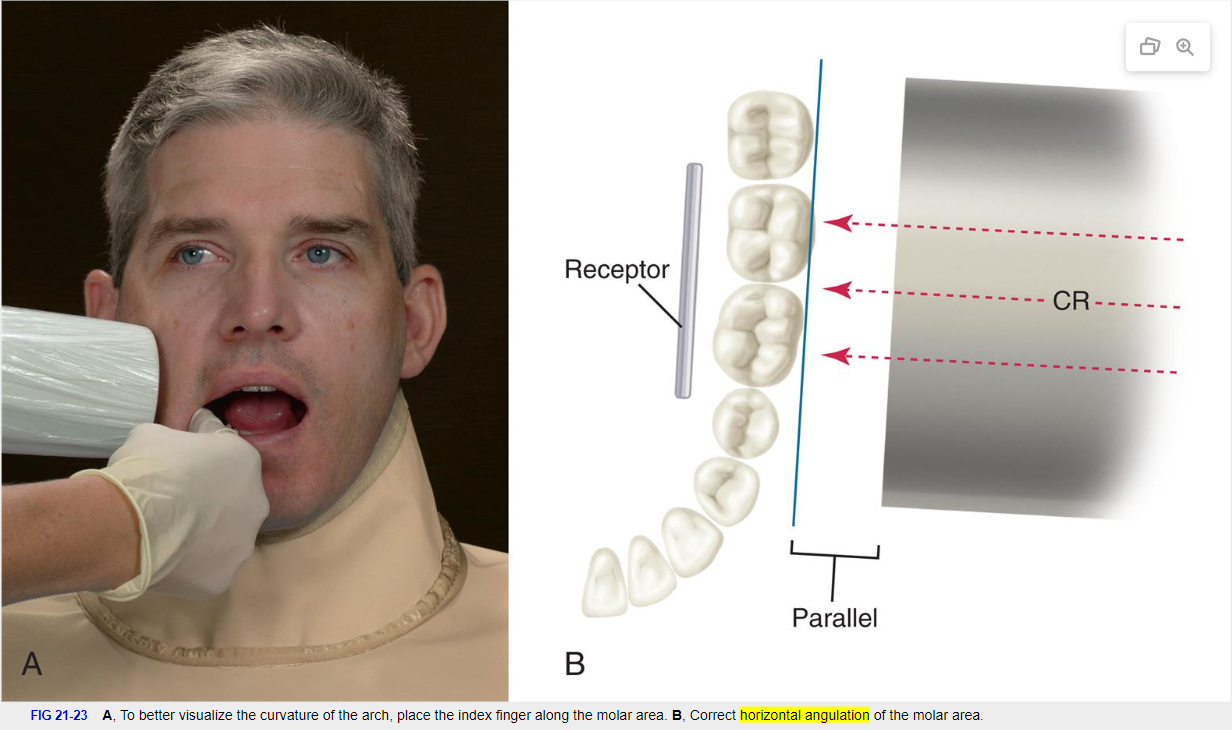 Receptor
CR
Parallel
A
B
FIG 21-23 A, To better visualize the curvature of the arch, place the index finger along the molar area. B, Correct horizontal angulation of the molar area.